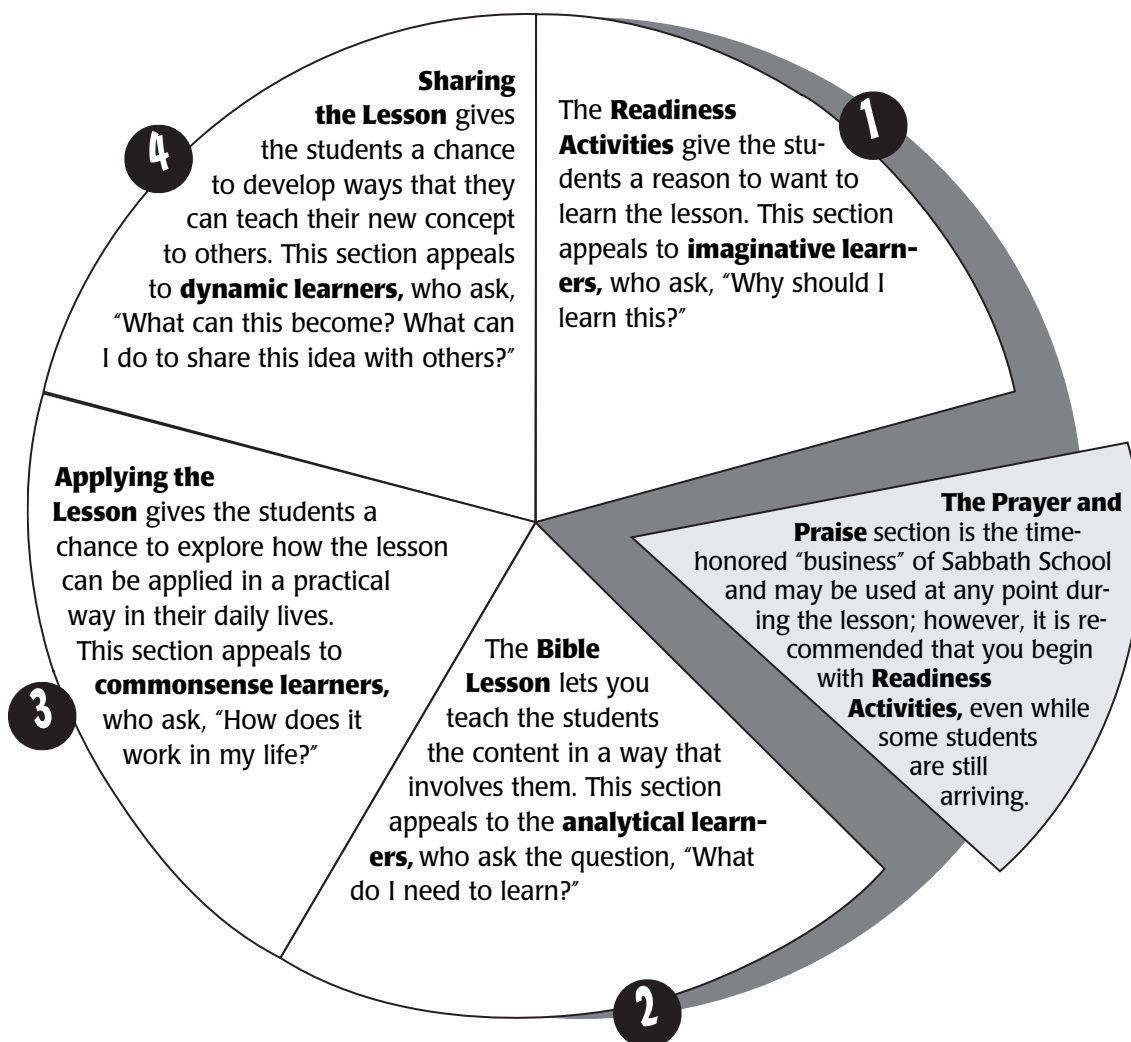 1
The Readiness
Activities give the stu-
dents a reason to want to
learn the lesson. This section
appeals to imaginative learn-
ers, who ask, “Why should I
learn this?”
The Prayer and
Praise section is the time-
honored “business” of Sabbath School
and may be used at any point dur-
ing the lesson; however, it is re-
commended that you begin
with Readiness
Activities, even while
some students
are still
arriving.
2
The Bible
Lesson lets you
teach the students
the content in a way that
involves them. This section
appeals to the analytical learn-
ers, who ask the question, “What
do I need to learn?”
3
Applying the
Lesson gives the students a
chance to explore how the lesson
can be applied in a practical
way in their daily lives.
This section appeals to
commonsense learners,
who ask, “How does it
work in my life?”
4
Sharing
the Lesson gives
the students a chance
to develop ways that they
can teach their new concept
to others. This section appeals
to dynamic learners, who ask,
“What can this become? What can
I do to share this idea with others?”